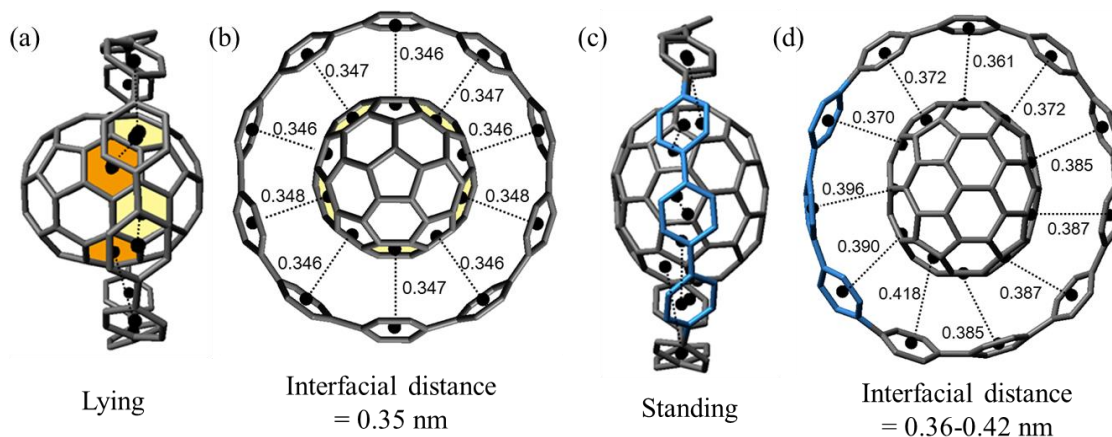 (a)
(b)
0.346
0.347
0.347
0.346
0.346
0.348
0.348
0.346
0.346
0.347
(c)
(d)
0.361
0.372
0.372
0.370
0.385
0.396
0.387
0.390
0.387
0.418
0.385
Lying
Interfacial distance
= 0.35 nm
Standing
Interfacial distance
= 0.36-0.42 nm